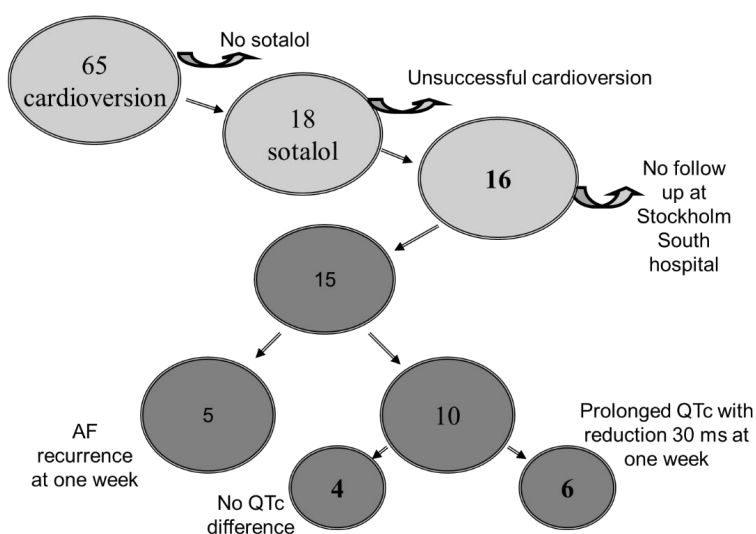 65
cardioversion
No sotalol
18
sotalol
Unsuccessful cardioversion
16
No follow
up at
Stockholm
South
hospital
15
5
AF
recurrence
at one week
10
Prolonged QTc with
reduction 30 ms at
one week
4
No QTc
difference
6